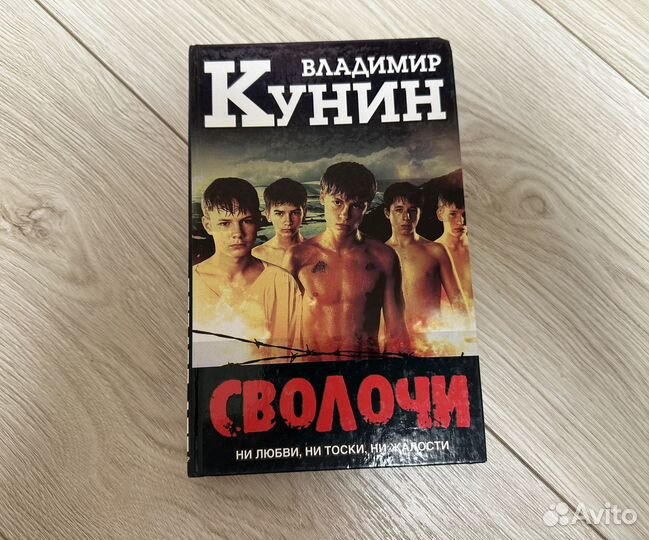 ВЛАДИМИР
КУНИН
СВОЛОЧИ
НИ ЛЮБВИ, НИ ТОСКИ, НИ ЖАЛОСТИ
Avito